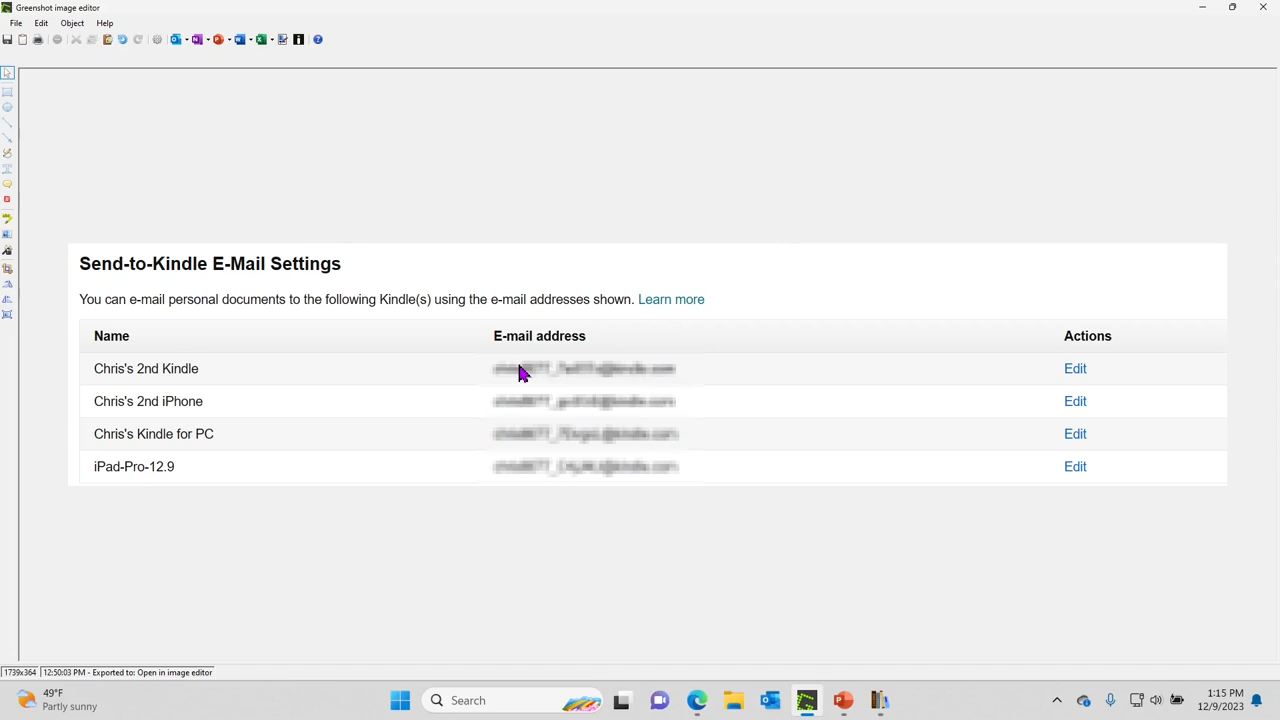 Greenshot image editor
File Edit Object Help
Send-to-Kindle E-Mail Settings
You can e-mail personal documents to the following Kindle(s) using the e-mail addresses shown. Learn more
Name E-mail address Actions
Chris's 2nd Kindle Edit
Chris's 2nd iPhone Edit
Chris's Kindle for PC Edit
iPad-Pro-12.9 Edit
1739x364 12:50:03 PM - Exported to: Open in image editor
49°F
Partly sunny
Search
1:15 PM
12/9/2023